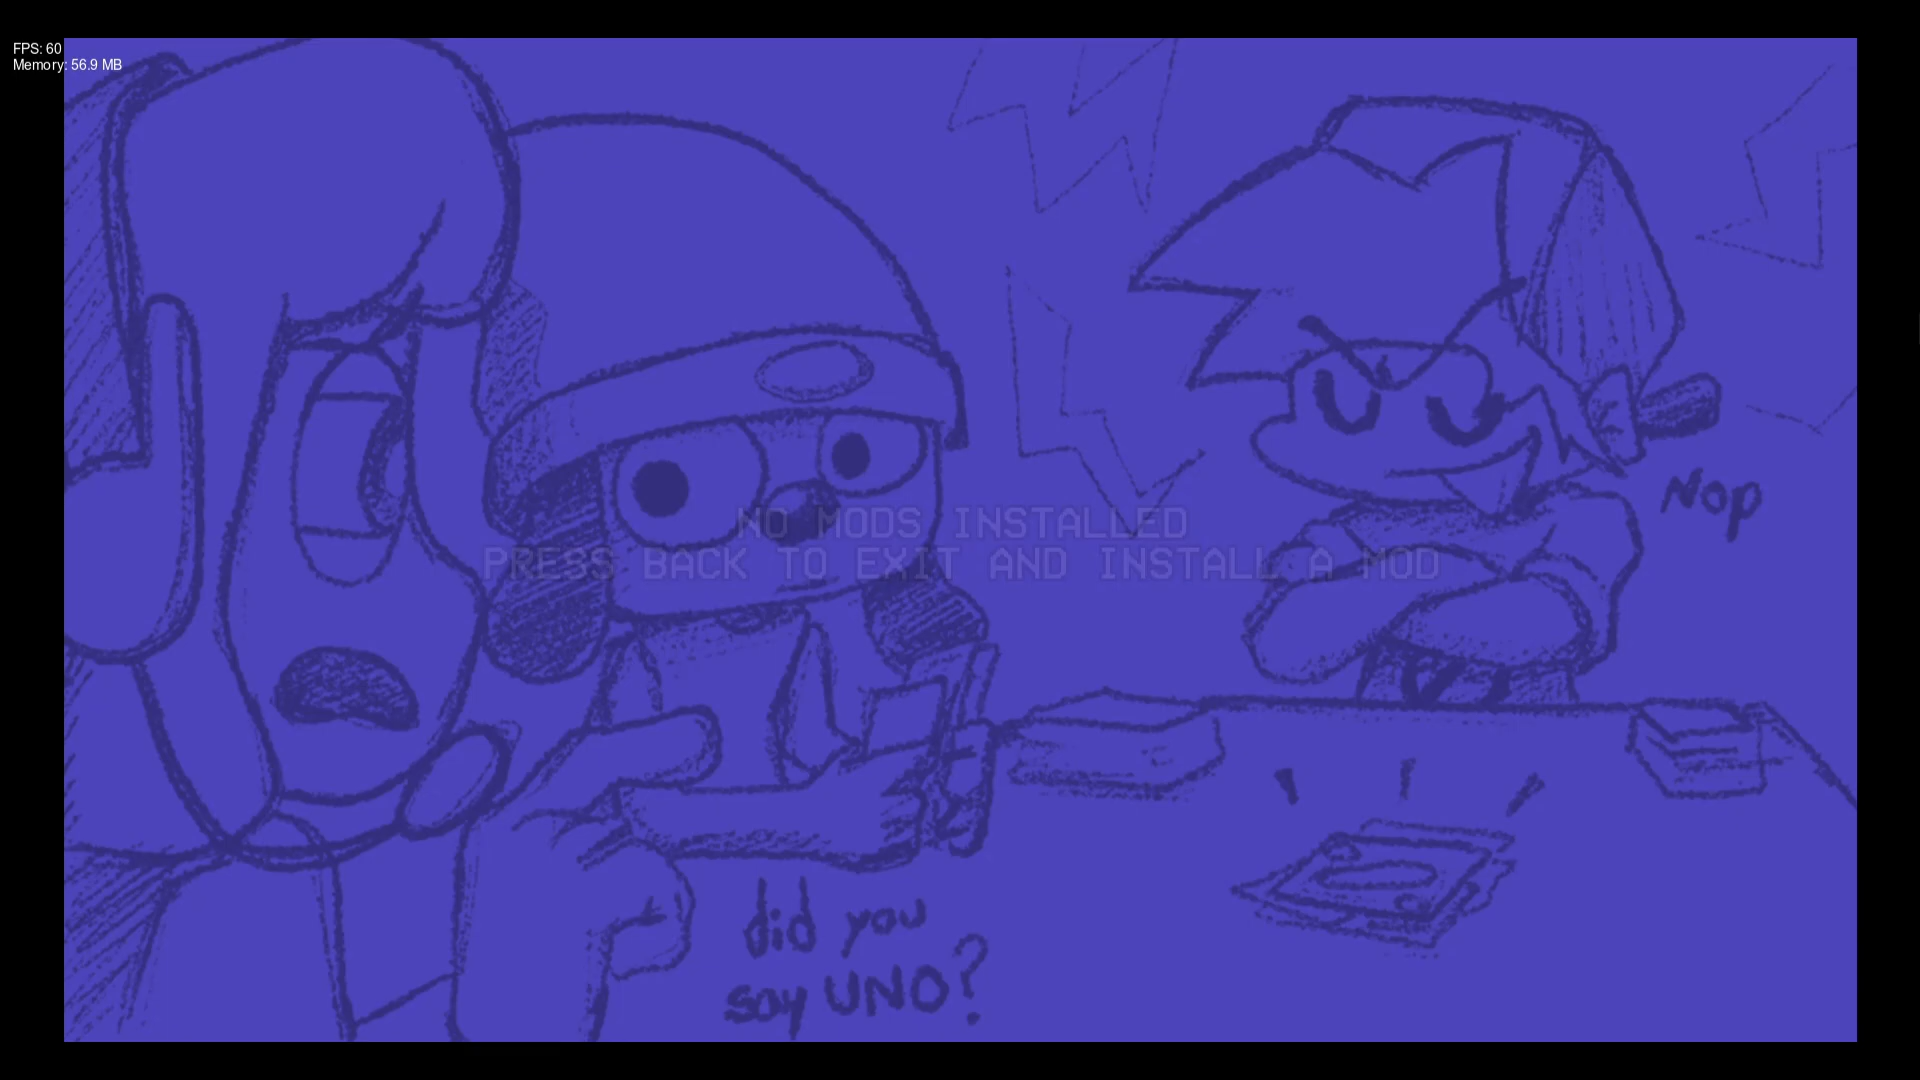 FPS: 60
Memory: 56.9 MB
Nop
NO MODS INSTALLED
PRESS BACK TO EXIT AND INSTALL A MOD
did you
say UNO?